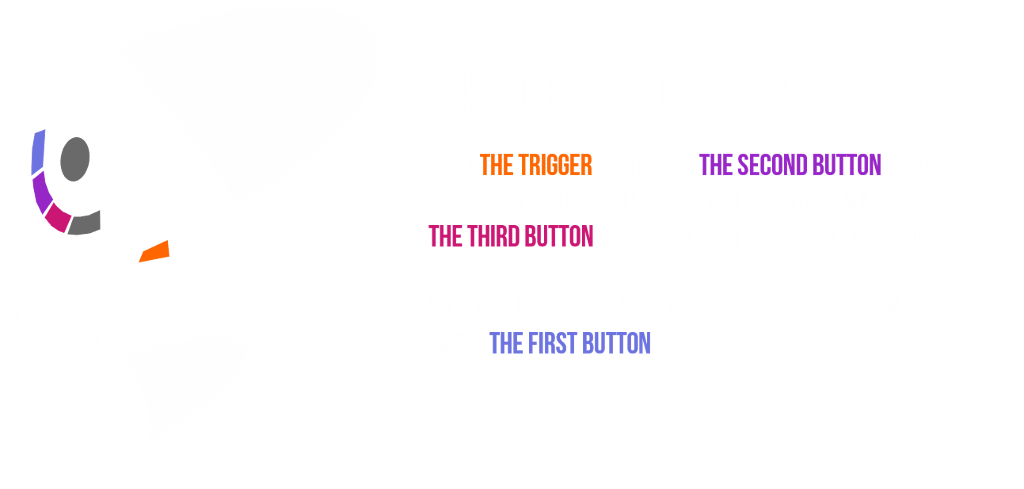 THE TRIGGER THE SECOND BUTTON
THE THIRD BUTTON
THE FIRST BUTTON